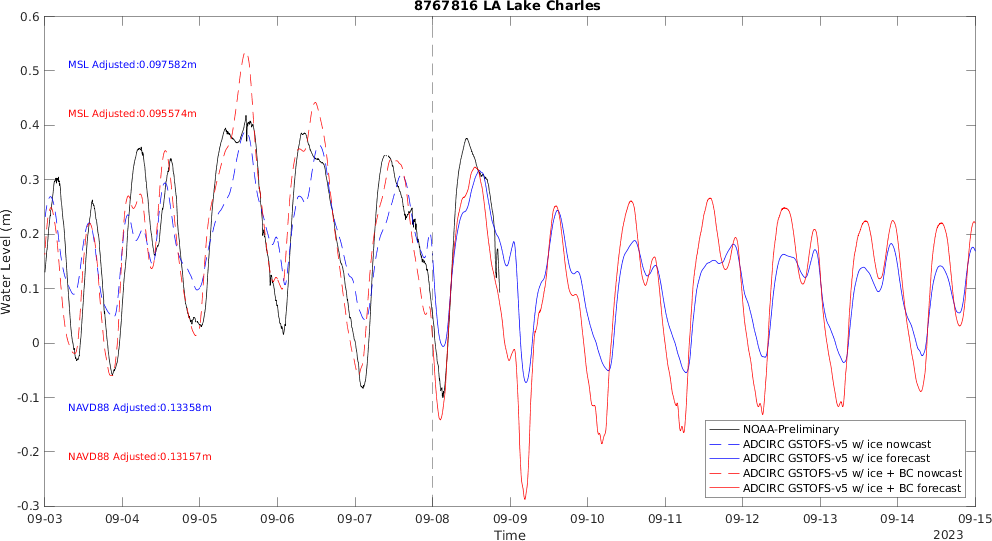 8767816 LA Lake Charles
0.6
0.5
0.4
0.3
0.2
0.1
0
-0.1
-0.2
-0.3
Water Level (m)
MSL Adjusted:0.097582m
MSL Adjusted:0.095574m
NAVD88 Adjusted:0.13358m
NAVD88 Adjusted:0.13157m
NOAA-Preliminary
ADCIRC GSTOFS-v5 w/ ice nowcast
ADCIRC GSTOFS-v5 w/ ice forecast
ADCIRC GSTOFS-v5 w/ ice + BC nowcast
ADCIRC GSTOFS-v5 w/ ice + BC forecast
09-03 09-04 09-05 09-06 09-07 09-08 09-09 09-10 09-11 09-12 09-13 09-14 09-15
Time
2023